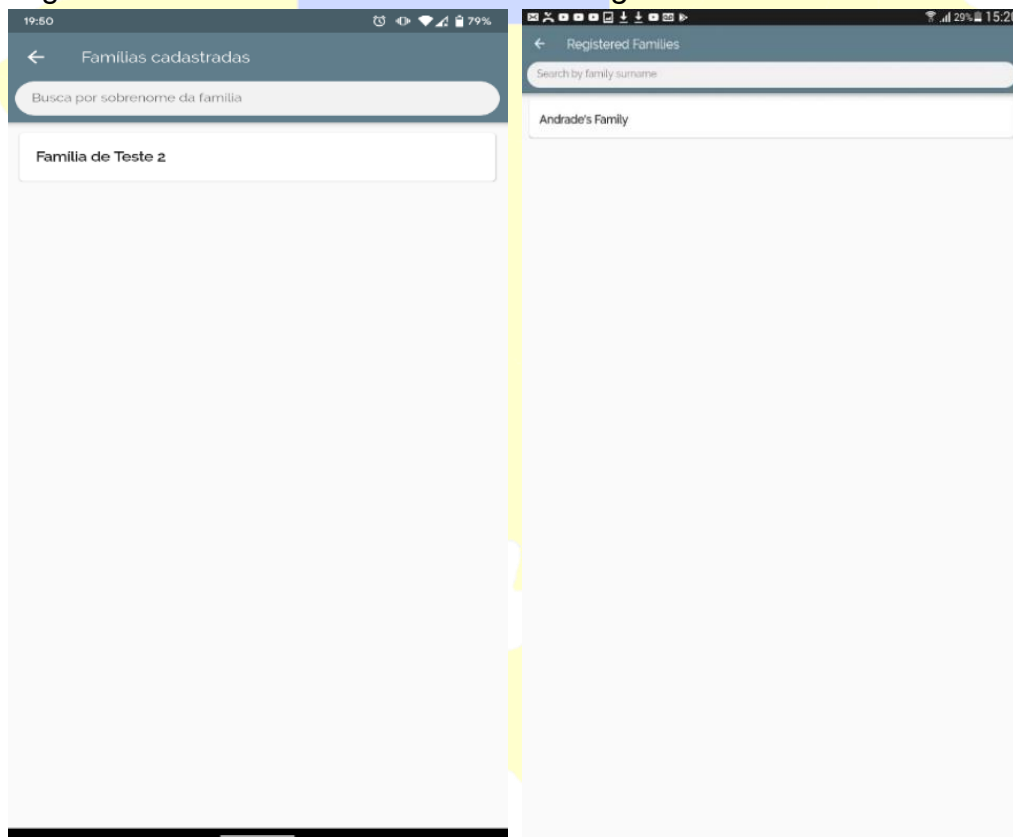 19:50
79%
Famílias cadastradas
Busca por sobrenome da família
Família de Teste 2
29% 15:20
Registered Families
Search by family surname
Andrade's Family